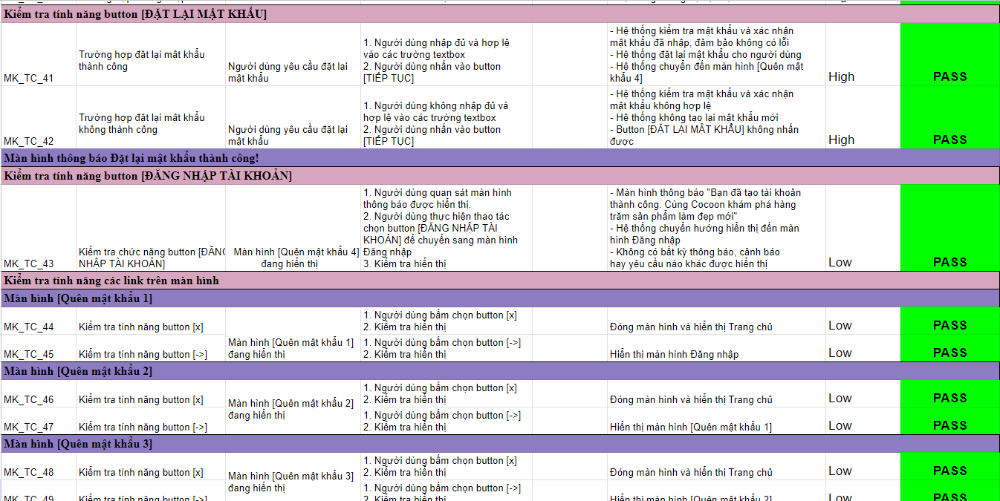 Kiểm tra tính năng button [ĐẶT LẠI MẬT KHẨU]
MK_TC_41
Trường hợp đặt lại mật khẩu
thành công
Người dùng yêu cầu đặt lại
mật khẩu
1. Người dùng nhập đủ và hợp lệ
vào các trường textbox
2. Người dùng nhấn vào button
[TIẾP TỤC]
- Hệ thống kiểm tra mật khẩu và xác nhận
mật khẩu đã nhập, đảm bảo không có lỗi
- Hệ thống đặt lại mật khẩu cho người dùng
- Hệ thống chuyển đến màn hình [Quên mật
khẩu 4]
High
PASS
MK_TC_42
Trường hợp đặt lại mật khẩu
không thành công
Người dùng yêu cầu đặt lại
mật khẩu
1. Người dùng không nhập đủ và
hợp lệ vào các trường textbox
2. Người dùng nhấn vào button
[TIẾP TỤC]
- Hệ thống kiểm tra mật khẩu và xác nhận
mật khẩu không hợp lệ
- Hệ thống không tạo lại mật khẩu mới
- Button [ĐẶT LẠI MẬT KHẨU] không nhấn
được
High
PASS
Màn hình thông báo Đặt lại mật khẩu thành công!
Kiểm tra tính năng button [ĐĂNG NHẬP TÀI KHOẢN]
MK_TC_43
Kiểm tra chức năng button [ĐĂNG
NHẬP TÀI KHOẢN]
Màn hình [Quên mật khẩu 4]
đang hiển thị
1. Người dùng quan sát màn hình
thông báo được hiển thị.
2. Người dùng thực hiện thao tác
chọn button [ĐĂNG NHẬP TÀI
KHOẢN] để chuyển sang màn hình
Đăng nhập
3. Kiểm tra hiển thị
- Màn hình thông báo "Bạn đã tạo tài khoản
thành công. Cùng Cocoon khám phá hàng
trăm sản phẩm làm đẹp mới"
- Hệ thống chuyển hướng hiển thị đến màn
hình Đăng nhập
- Không có bất kỳ thông báo, cảnh báo
hay yêu cầu nào khác được hiển thị
Low
PASS
Kiểm tra tính năng các link trên màn hình
Màn hình [Quên mật khẩu 1]
MK_TC_44
Kiểm tra tính năng button [x]
Màn hình [Quên mật khẩu 1]
đang hiển thị
1. Người dùng bấm chọn button [x]
2. Kiểm tra hiển thị
Đóng màn hình và hiển thị Trang chủ
Low
PASS
MK_TC_45
Kiểm tra tính năng button [->]
1. Người dùng bấm chọn button [->]
2. Kiểm tra hiển thị
Hiển thị màn hình Đăng nhập
Low
PASS
Màn hình [Quên mật khẩu 2]
MK_TC_46
Kiểm tra tính năng button [x]
Màn hình [Quên mật khẩu 2]
đang hiển thị
1. Người dùng bấm chọn button [x]
2. Kiểm tra hiển thị
Đóng màn hình và hiển thị Trang chủ
Low
PASS
MK_TC_47
Kiểm tra tính năng button [->]
1. Người dùng bấm chọn button [->]
2. Kiểm tra hiển thị
Hiển thị màn hình [Quên mật khẩu 1]
Low
PASS
Màn hình [Quên mật khẩu 3]
MK_TC_48
Kiểm tra tính năng button [x]
Màn hình [Quên mật khẩu 3]
đang hiển thị
1. Người dùng bấm chọn button [x]
2. Kiểm tra hiển thị
Đóng màn hình và hiển thị Trang chủ
Low
PASS
MK_TC_49
Kiểm tra tính năng button [->]
1. Người dùng bấm chọn button [->]
2. Kiểm tra hiển thị
Hiển thị màn hình [Quên mật khẩu 2]
Low
PASS